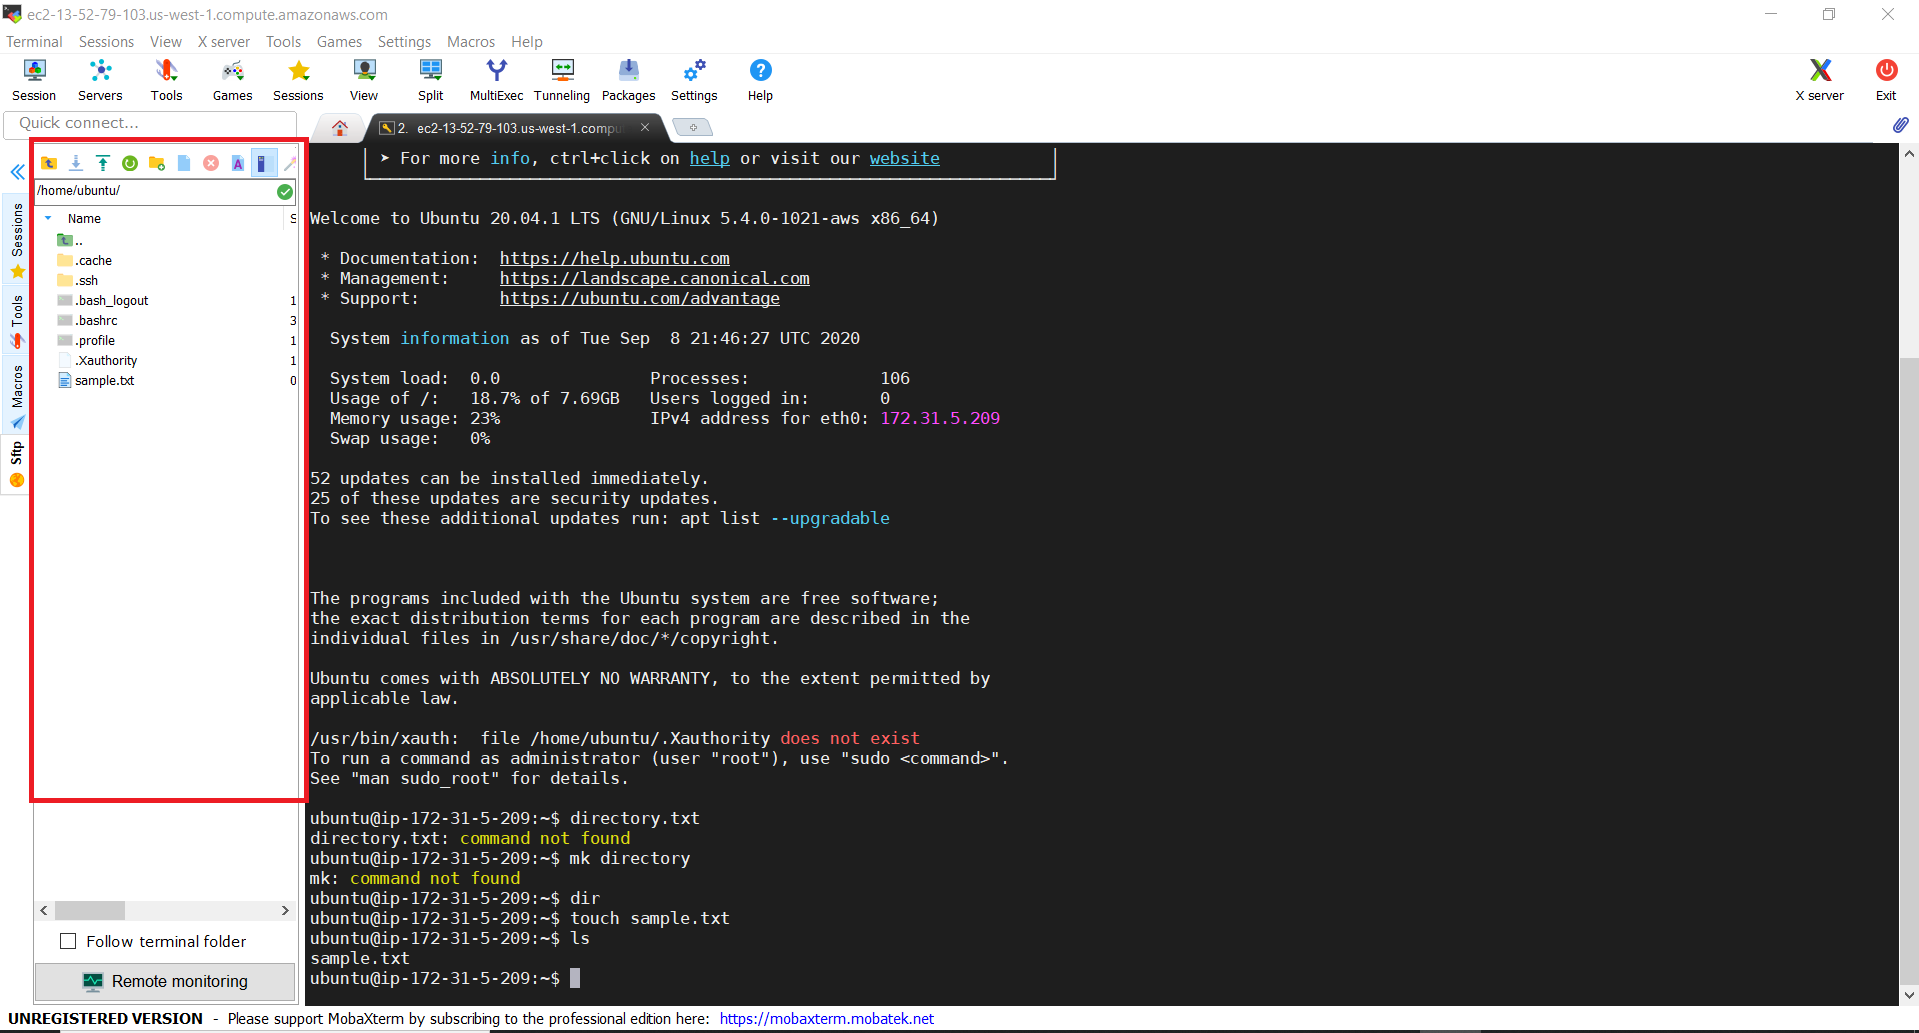 ec2-13-52-79-103.us-west-1.compute.amazonaws.com
Terminal Sessions View X server Tools Games Settings Macros Help
Session Servers Tools Games Sessions View Split MultiExec Tunneling Packages Settings Help X server Exit
Quick connect...
2. ec2-13-52-79-103.us-west-1.compu
/home/ubuntu/
Name S
..
.cache
.ssh
.bash_logout 1
.bashrc 3
.profile 1
.Xauthority 1
sample.txt 0
Sessions
Tools
Macros
Sftp
Follow terminal folder
Remote monitoring
➤ For more info, ctrl+click on help or visit our website
Welcome to Ubuntu 20.04.1 LTS (GNU/Linux 5.4.0-1021-aws x86_64)
* Documentation: https://help.ubuntu.com
* Management: https://landscape.canonical.com
* Support: https://ubuntu.com/advantage
System information as of Tue Sep 8 21:46:27 UTC 2020
System load: 0.0 Processes: 106
Usage of /: 18.7% of 7.69GB Users logged in: 0
Memory usage: 23% IPv4 address for eth0: 172.31.5.209
Swap usage: 0%
52 updates can be installed immediately.
25 of these updates are security updates.
To see these additional updates run: apt list --upgradable
The programs included with the Ubuntu system are free software;
the exact distribution terms for each program are described in the
individual files in /usr/share/doc/*/copyright.
Ubuntu comes with ABSOLUTELY NO WARRANTY, to the extent permitted by
applicable law.
/usr/bin/xauth: file /home/ubuntu/.Xauthority does not exist
To run a command as administrator (user "root"), use "sudo <command>".
See "man sudo_root" for details.
ubuntu@ip-172-31-5-209:~$ directory.txt
directory.txt: command not found
ubuntu@ip-172-31-5-209:~$ mk directory
mk: command not found
ubuntu@ip-172-31-5-209:~$ dir
ubuntu@ip-172-31-5-209:~$ touch sample.txt
ubuntu@ip-172-31-5-209:~$ ls
sample.txt
ubuntu@ip-172-31-5-209:~$
UNREGISTERED VERSION - Please support MobaXterm by subscribing to the professional edition here: https://mobaxterm.mobatek.net